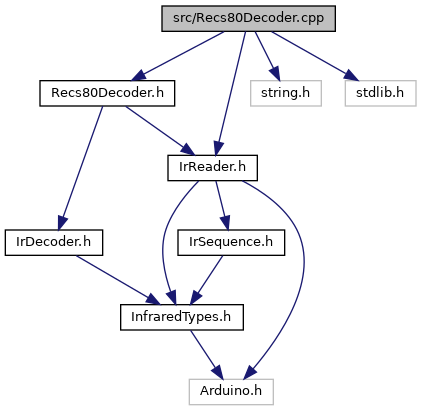 src/Recs80Decoder.cpp
Recs80Decoder.h
string.h
stdlib.h
IrReader.h
IrDecoder.h
IrSequence.h
InfraredTypes.h
Arduino.h